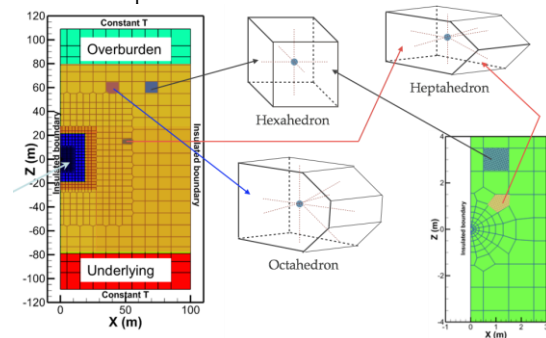 Constant T
120
100
80
60
40
20
0
-20
-40
-60
-80
-100
-120
Z (m)
Overburden
Insulated boundary
Insulated boundary
Underlying
Constant T
0
50
100
X (m)
Hexahedron
Heptahedron
Octahedron
4
2
0
-2
-4
Z (m)
Insulated boundary
-1
0
1
2
3
X (m)